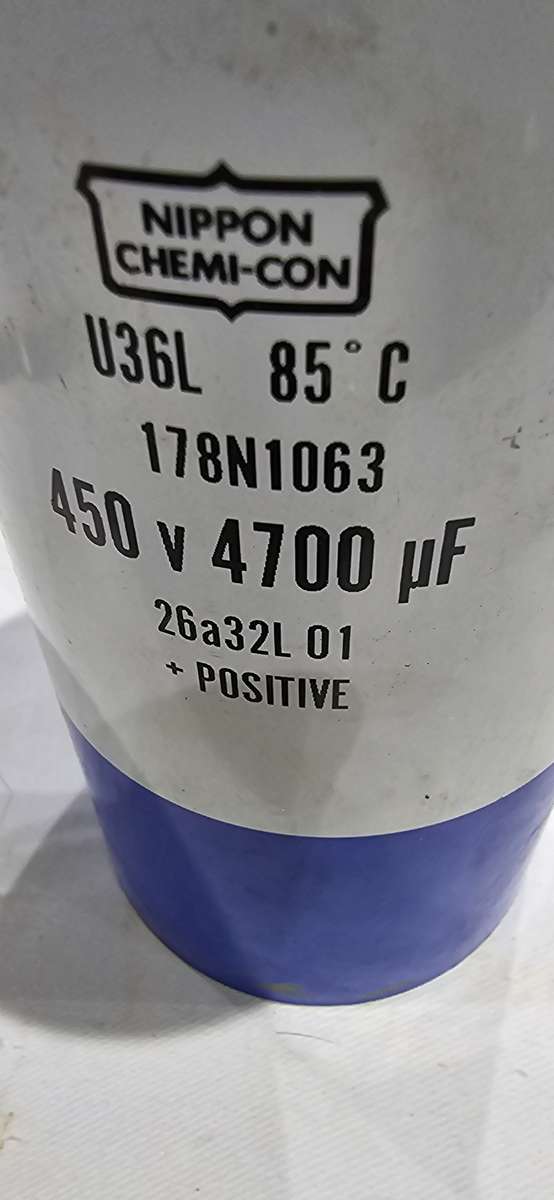 NIPPON
CHEMI-CON
U36L 85°C
178N1063
450 v 4700 µF
26a32L 01
+ POSITIVE